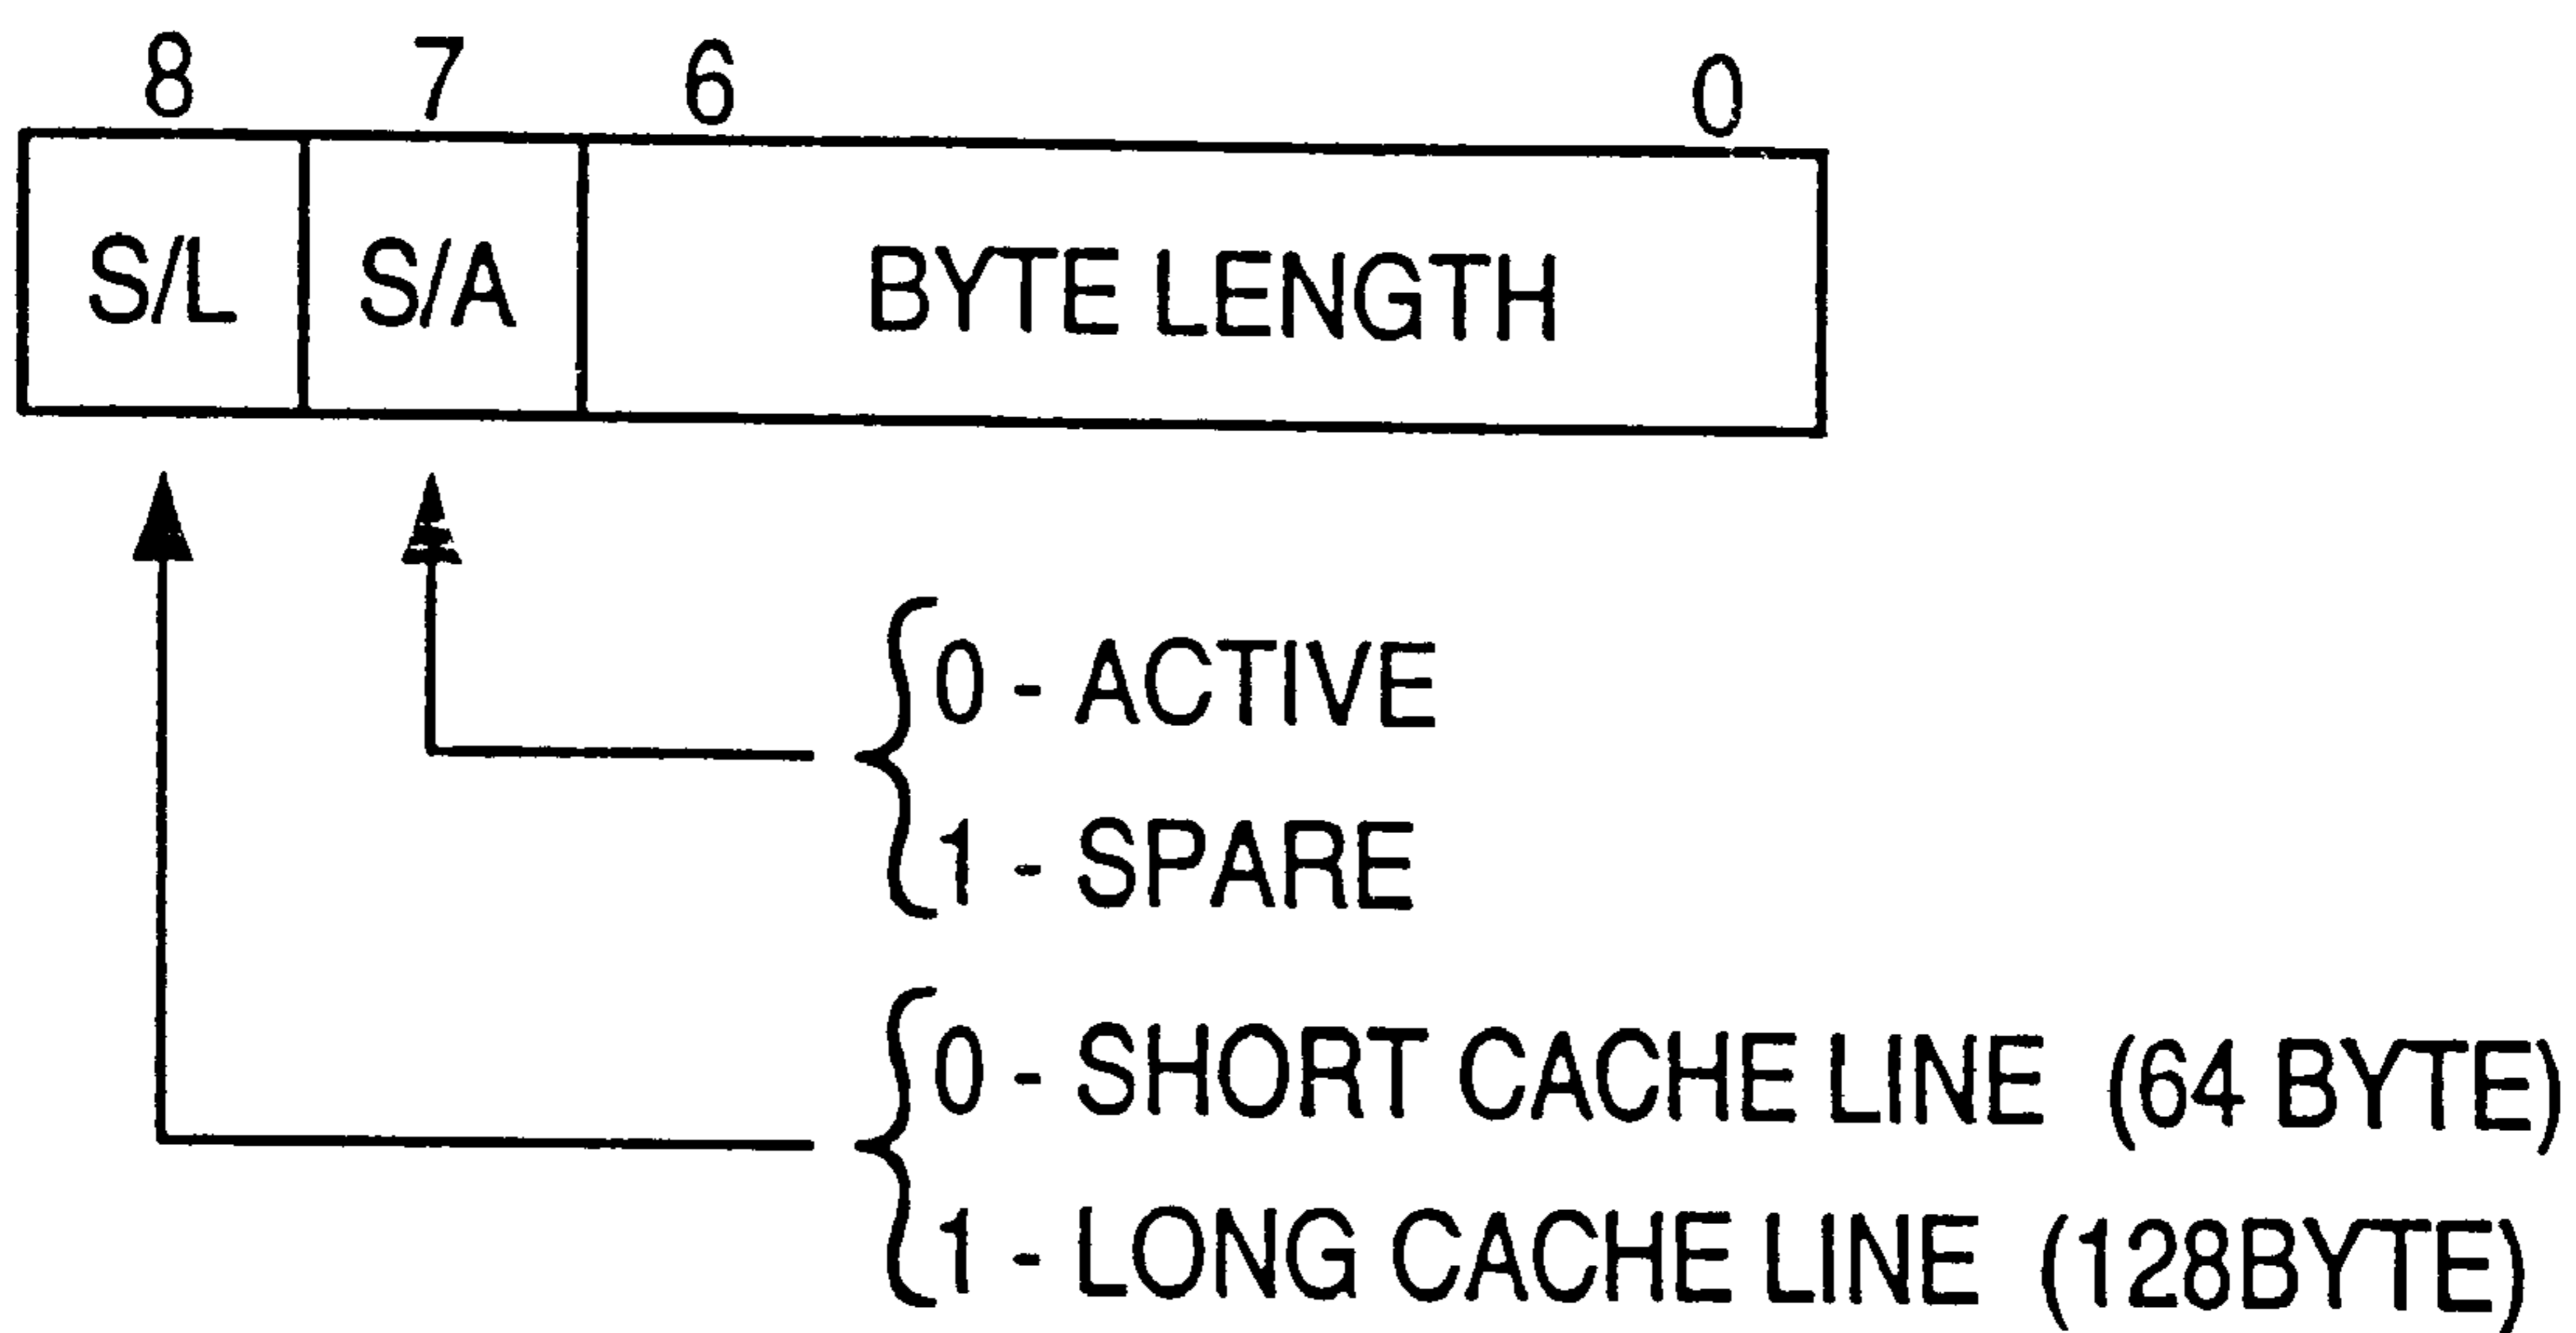 8 7 6 0
S/L S/A BYTE LENGTH
0 - ACTIVE
1 - SPARE
0 - SHORT CACHE LINE (64 BYTE)
1 - LONG CACHE LINE (128BYTE)